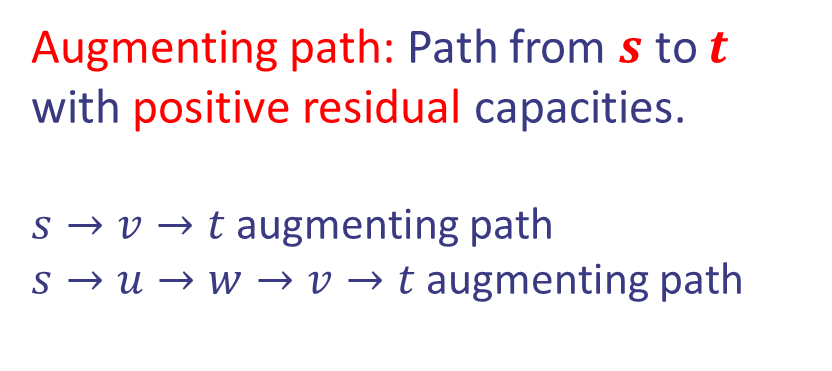 Augmenting path: Path from s to t
with positive residual capacities.
s → v → t augmenting path
s → u → w → v → t augmenting path